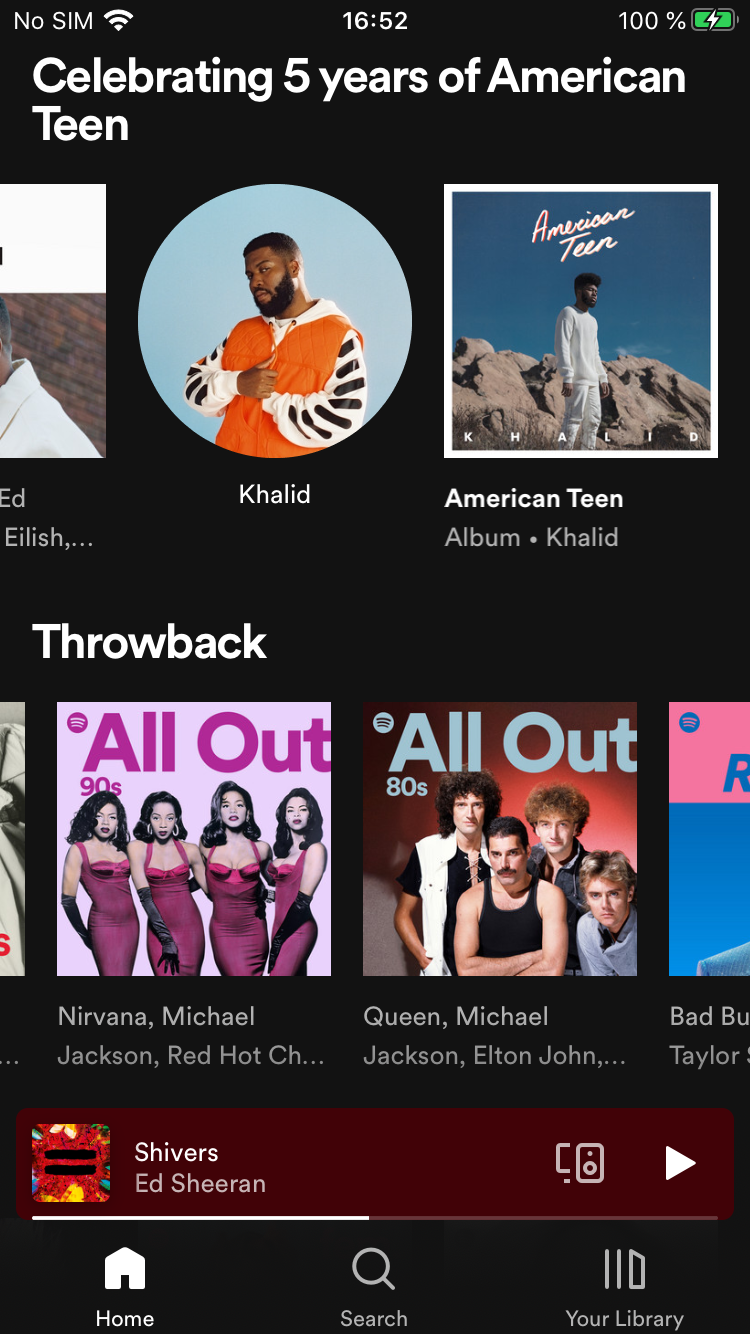 No SIM 16:52 100 %
Celebrating 5 years of American
Teen
American
Teen
K H A L I D
Ed
Eilish,...
Khalid
American Teen
Album • Khalid
Throwback
All Out
90s
All Out
80s
R
s
Nirvana, Michael
Jackson, Red Hot Ch...
Queen, Michael
Jackson, Elton John,...
Bad Bu
Taylor S
...
Shivers
Ed Sheeran
Home
Search
Your Library